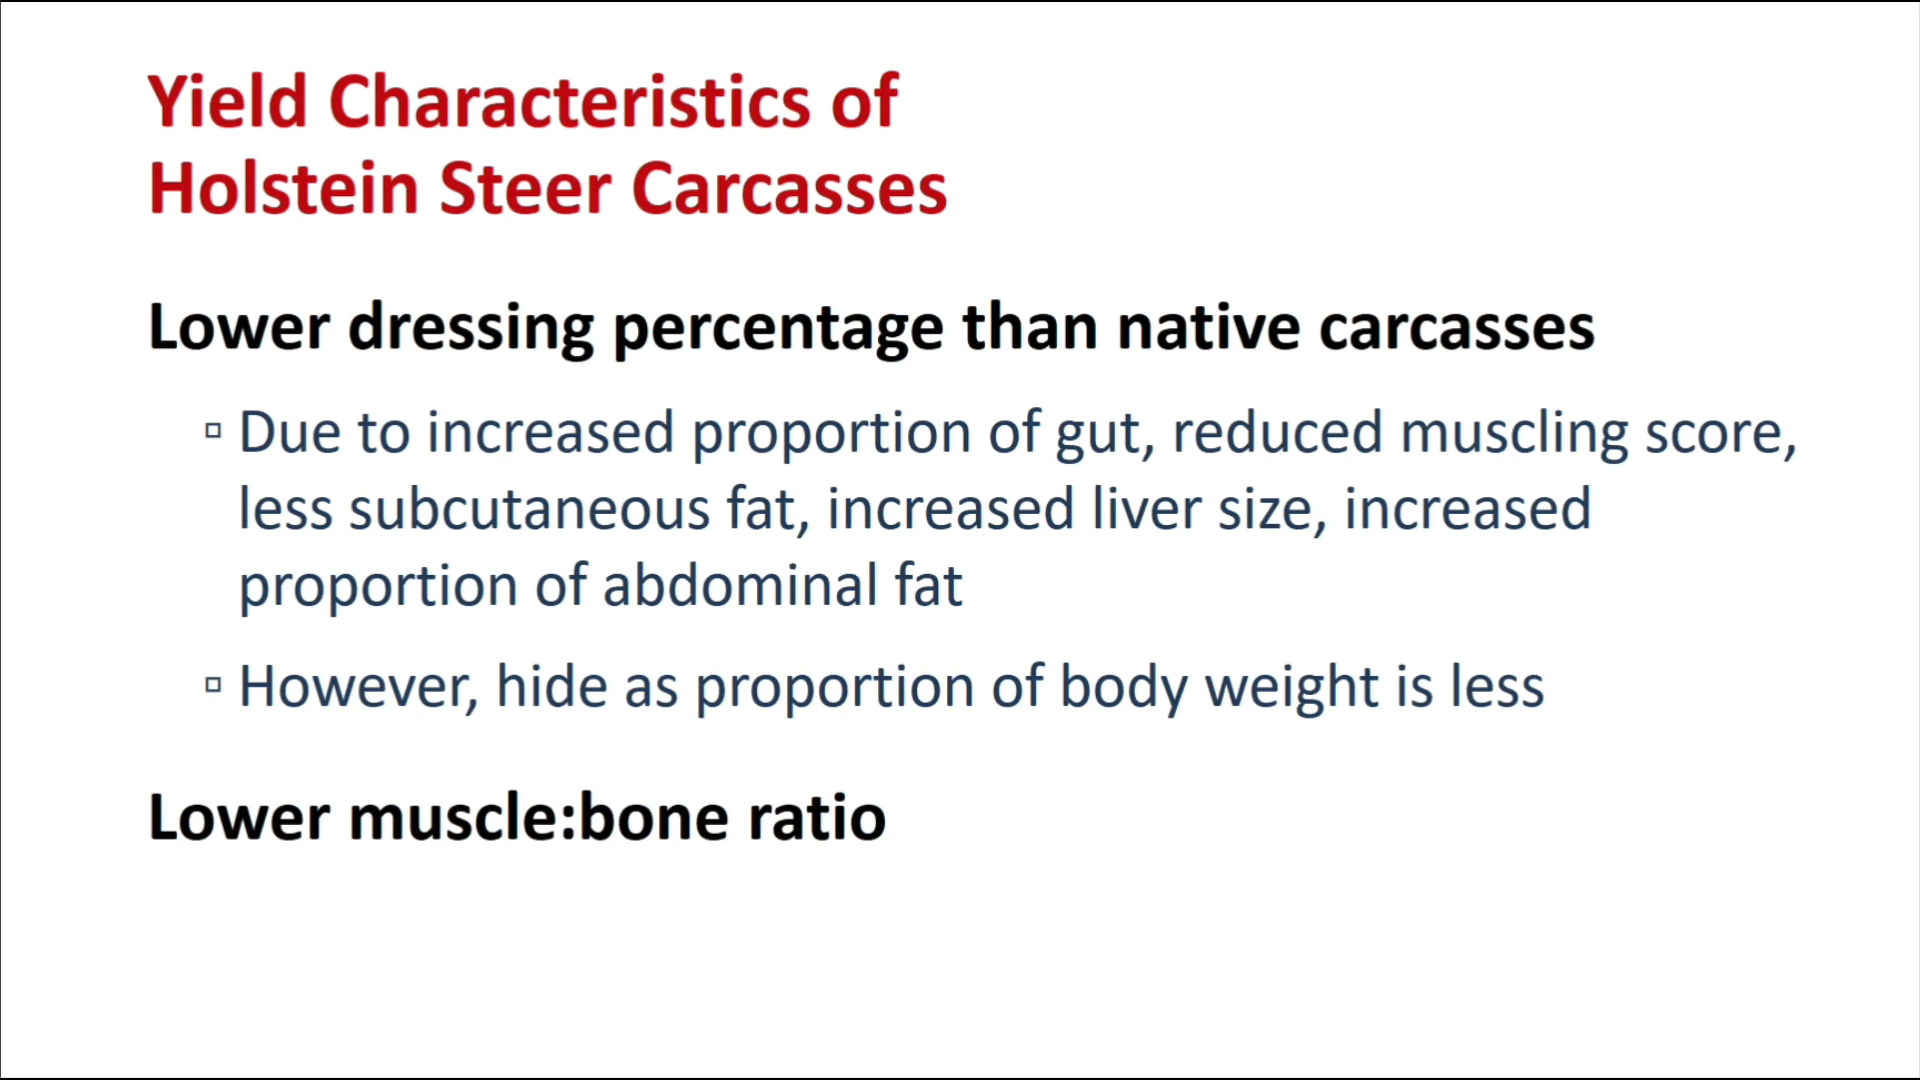 Yield Characteristics of
Holstein Steer Carcasses
Lower dressing percentage than native carcasses
▫ Due to increased proportion of gut, reduced muscling score,
less subcutaneous fat, increased liver size, increased
proportion of abdominal fat
▫ However, hide as proportion of body weight is less
Lower muscle:bone ratio